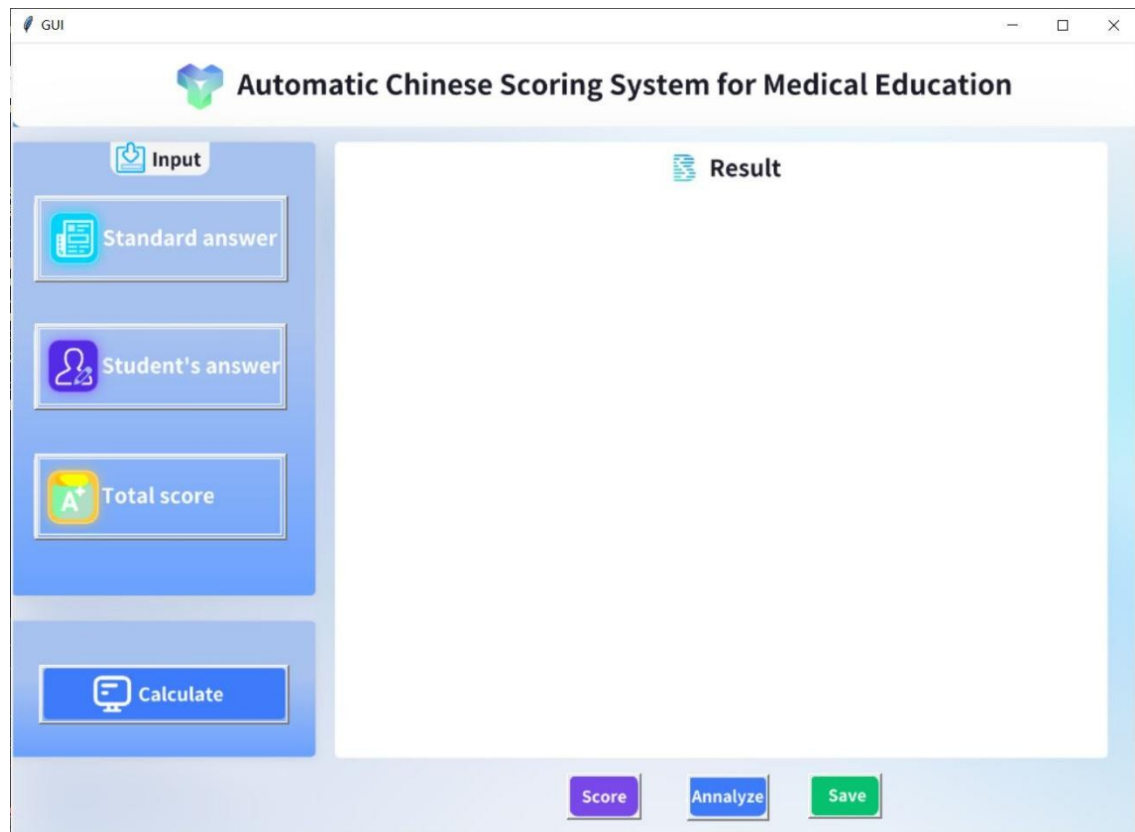 GUI
Automatic Chinese Scoring System for Medical Education
Input
Result
Standard answer
Student's answer
A+
Total score
Calculate
Score
Annalyze
Save